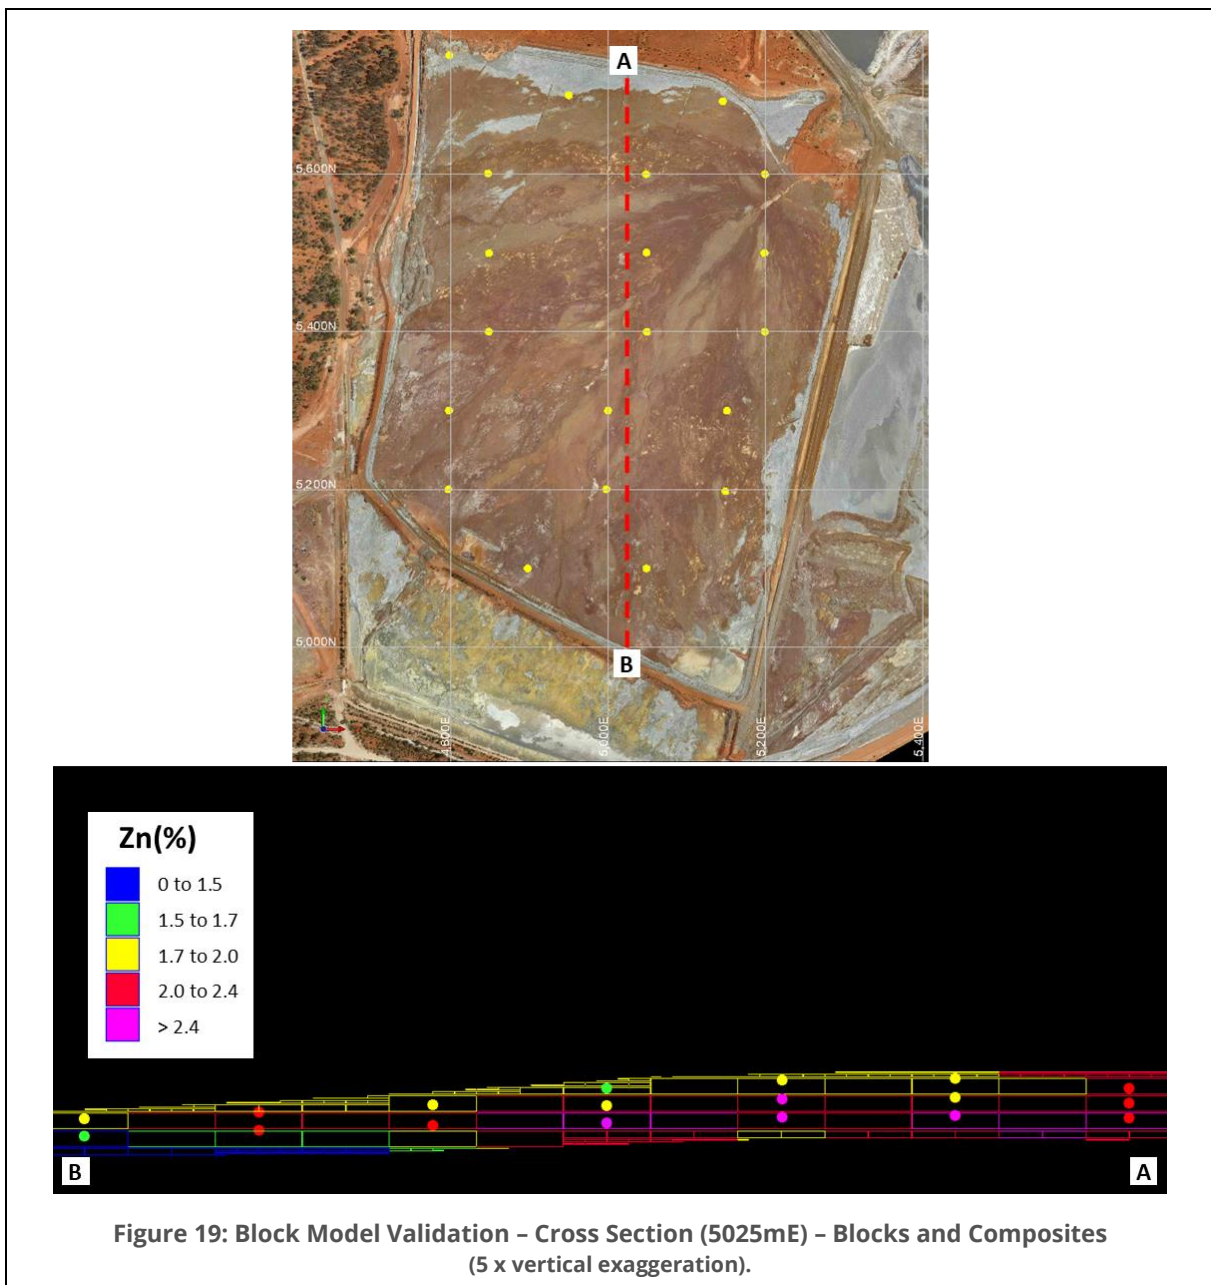 A
5,600N
5,400N
5,200N
5,000N
B
4,800E
5,000E
5,200E
5,400E
Zn(%)
0 to 1.5
1.5 to 1.7
1.7 to 2.0
2.0 to 2.4
> 2.4
B
A
Figure 19: Block Model Validation – Cross Section (5025mE) – Blocks and Composites
(5 x vertical exaggeration).